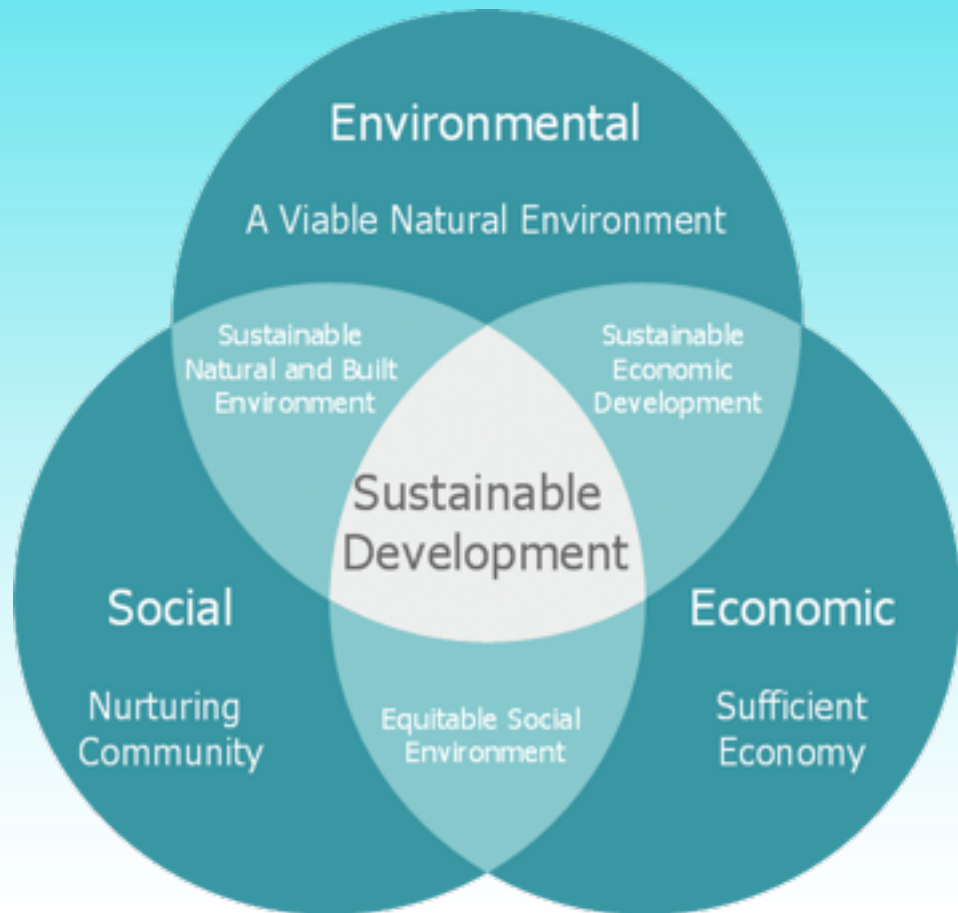 Environmental
A Viable Natural Environment
Sustainable
Natural and Built
Environment
Sustainable
Economic
Development
Sustainable
Development
Social
Nurturing
Community
Equitable Social
Environment
Economic
Sufficient
Economy